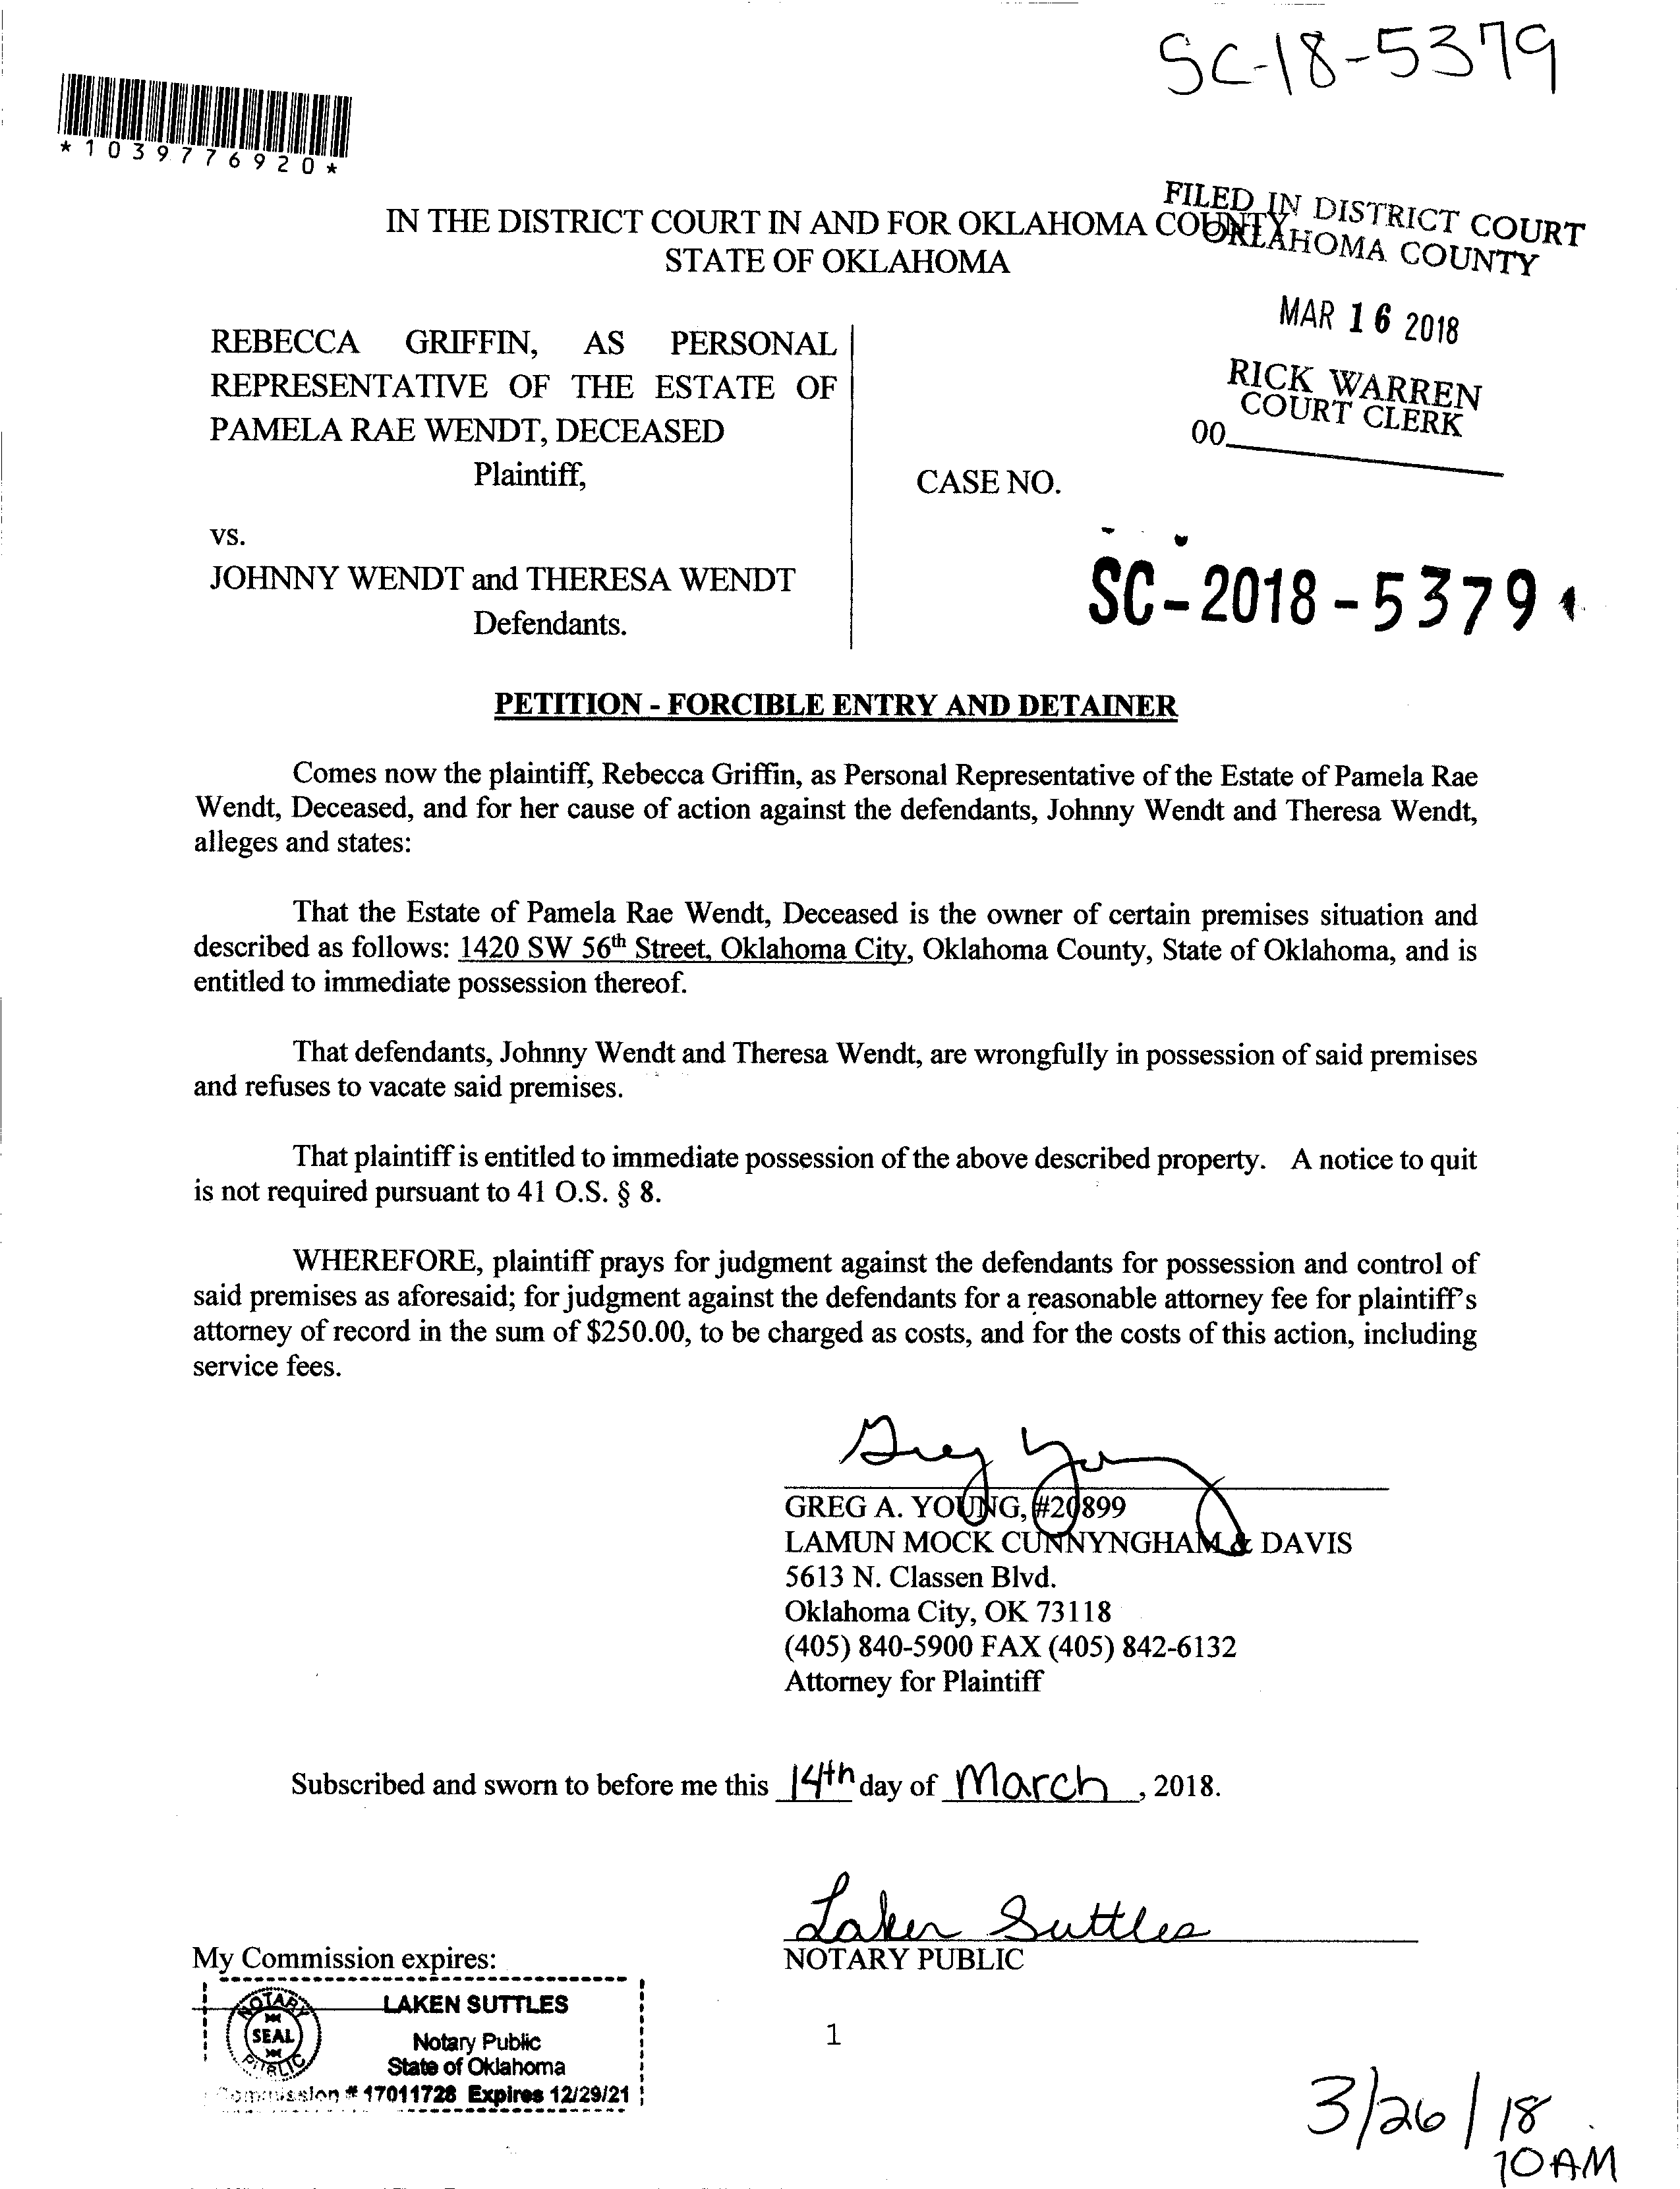 SC-18-5379
*1039776920*
FILED IN DISTRICT COURT
OKLAHOMA COUNTY
IN THE DISTRICT COURT IN AND FOR OKLAHOMA COUNTY
STATE OF OKLAHOMA
MAR 16 2018
RICK WARREN
COURT CLERK
00
REBECCA GRIFFIN, AS PERSONAL
REPRESENTATIVE OF THE ESTATE OF
PAMELA RAE WENDT, DECEASED
Plaintiff,
CASE NO.
vs.
JOHNNY WENDT and THERESA WENDT
Defendants.
SC-2018-5379
PETITION - FORCIBLE ENTRY AND DETAINER
Comes now the plaintiff, Rebecca Griffin, as Personal Representative of the Estate of Pamela Rae
Wendt, Deceased, and for her cause of action against the defendants, Johnny Wendt and Theresa Wendt,
alleges and states:
That the Estate of Pamela Rae Wendt, Deceased is the owner of certain premises situation and
described as follows: 1420 SW 56th Street, Oklahoma City, Oklahoma County, State of Oklahoma, and is
entitled to immediate possession thereof.
That defendants, Johnny Wendt and Theresa Wendt, are wrongfully in possession of said premises
and refuses to vacate said premises.
That plaintiff is entitled to immediate possession of the above described property. A notice to quit
is not required pursuant to 41 O.S. § 8.
WHEREFORE, plaintiff prays for judgment against the defendants for possession and control of
said premises as aforesaid; for judgment against the defendants for a reasonable attorney fee for plaintiff's
attorney of record in the sum of $250.00, to be charged as costs, and for the costs of this action, including
service fees.
Greg Young
GREG A. YOUNG, #20899
LAMUN MOCK CUNNYNGHAM & DAVIS
5613 N. Classen Blvd.
Oklahoma City, OK 73118
(405) 840-5900 FAX (405) 842-6132
Attorney for Plaintiff
Subscribed and sworn to before me this 14th day of March, 2018.
Laken Suttles
NOTARY PUBLIC
My Commission expires:
NOTARY
SEAL
PUBLIC
LAKEN SUTTLES
Notary Public
State of Oklahoma
Commission # 17011728 Expires 12/29/21
1
3/26/18
10AM